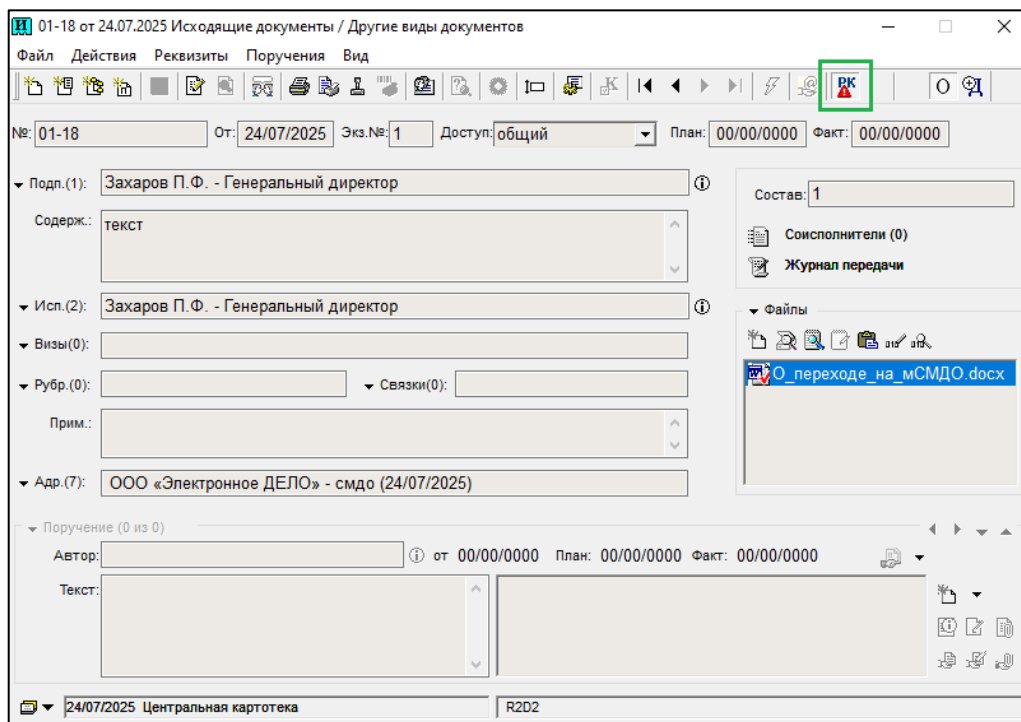 01-18 от 24.07.2025 Исходящие документы / Другие виды документов
Файл Действия Реквизиты Поручения Вид
РК О
№: 01-18 От: 24/07/2025 Экз.№: 1 Доступ: общий План: 00/00/0000 Факт: 00/00/0000
Подп.(1): Захаров П.Ф. - Генеральный директор
Состав: 1
Содерж.: текст
Соисполнители (0)
Журнал передачи
Исп.(2): Захаров П.Ф. - Генеральный директор
Файлы
Визы(0):
О_переходе_на_мСМДО.docx
Рубр.(0): Связки(0):
Прим.:
Адр.(7): ООО «Электронное ДЕЛО» - смдо (24/07/2025)
Поручение (0 из 0)
Автор: от 00/00/0000 План: 00/00/0000 Факт: 00/00/0000
Текст:
24/07/2025 Центральная картотека R2D2